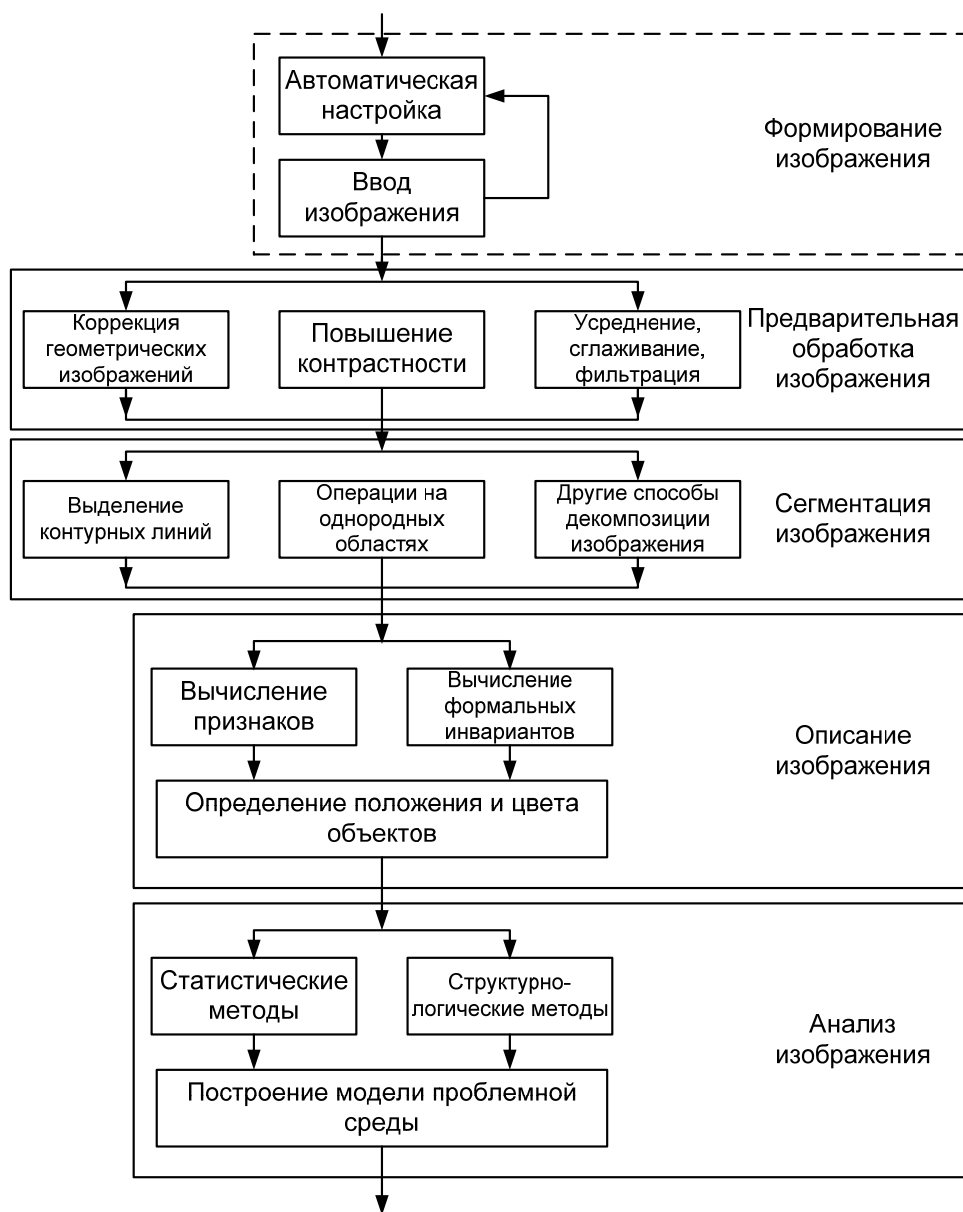 Автоматическая
настройка
Ввод
изображения
Формирование
изображения
Коррекция
геометрических
изображений
Повышение
контрастности
Усреднение,
сглаживание,
фильтрация
Предварительная
обработка
изображения
Выделение
контурных линий
Операции на
однородных
областях
Другие способы
декомпозиции
изображения
Сегментация
изображения
Вычисление
признаков
Вычисление
формальных
инвариантов
Определение положения и цвета
объектов
Описание
изображения
Статистические
методы
Структурно-
логические методы
Построение модели проблемной
среды
Анализ
изображения